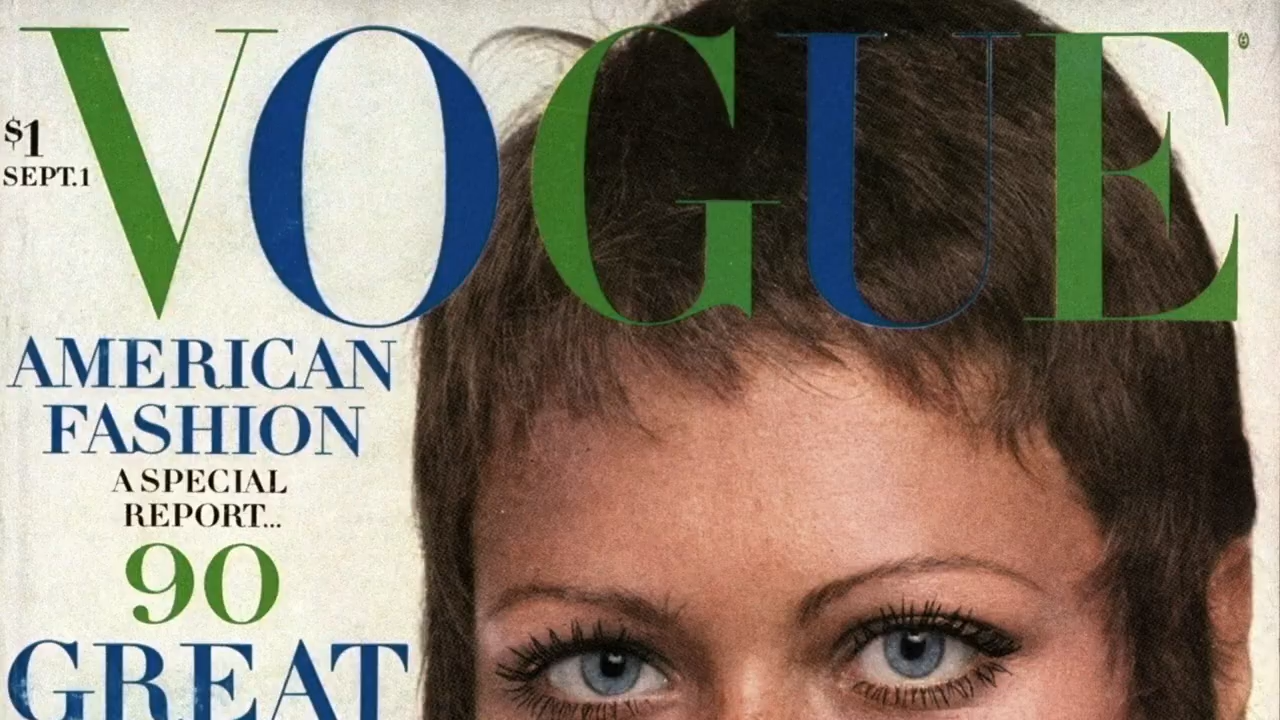 VOGUE
$1
SEPT.1
AMERICAN
FASHION
A SPECIAL
REPORT...
90
GREAT